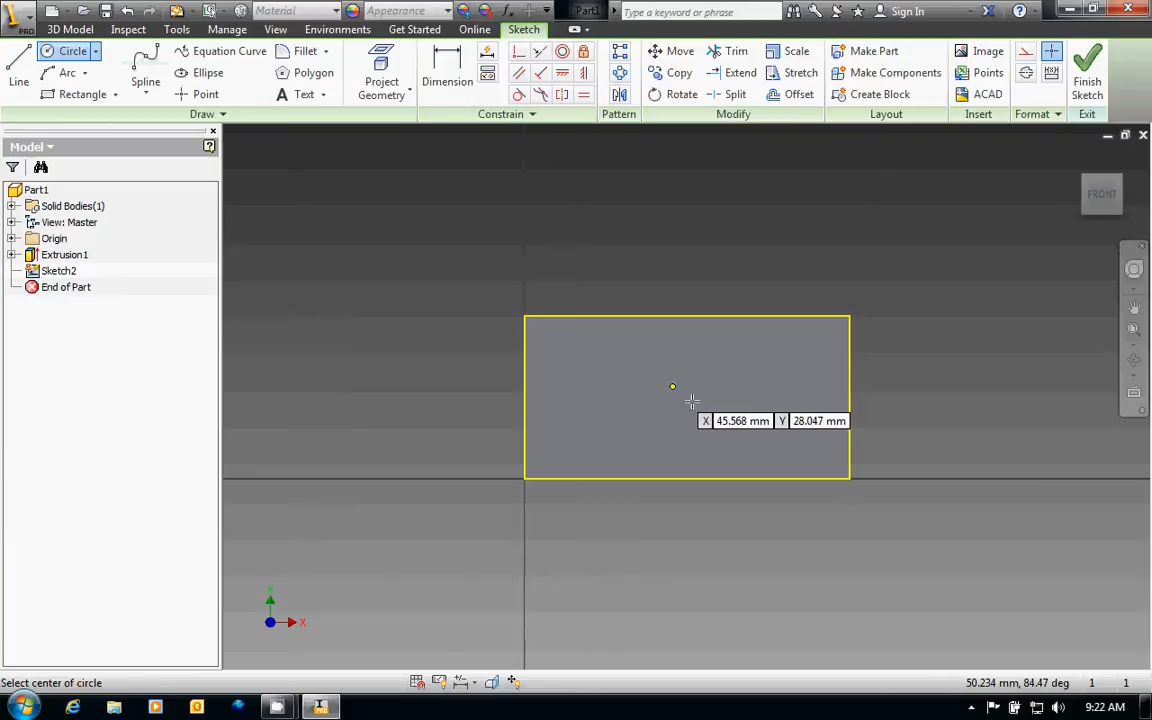 Material
Appearance
Part1
Type a keyword or phrase
Sign In
PRO
3D Model
Inspect
Tools
Manage
View
Environments
Get Started
Online
Sketch
Line
Circle
Arc
Rectangle
Spline
Equation Curve
Ellipse
Point
Fillet
Polygon
Text
Project
Geometry
Dimension
Move
Copy
Rotate
Trim
Extend
Split
Scale
Stretch
Offset
Make Part
Make Components
Create Block
Image
Points
ACAD
Finish
Sketch
Draw
Constrain
Pattern
Modify
Layout
Insert
Format
Exit
Model
Part1
Solid Bodies(1)
View: Master
Origin
Extrusion1
Sketch2
End of Part
FRONT
X 45.568 mm Y 28.047 mm
Y
X
Select center of circle
50.234 mm, 84.47 deg 1 1
9:22 AM